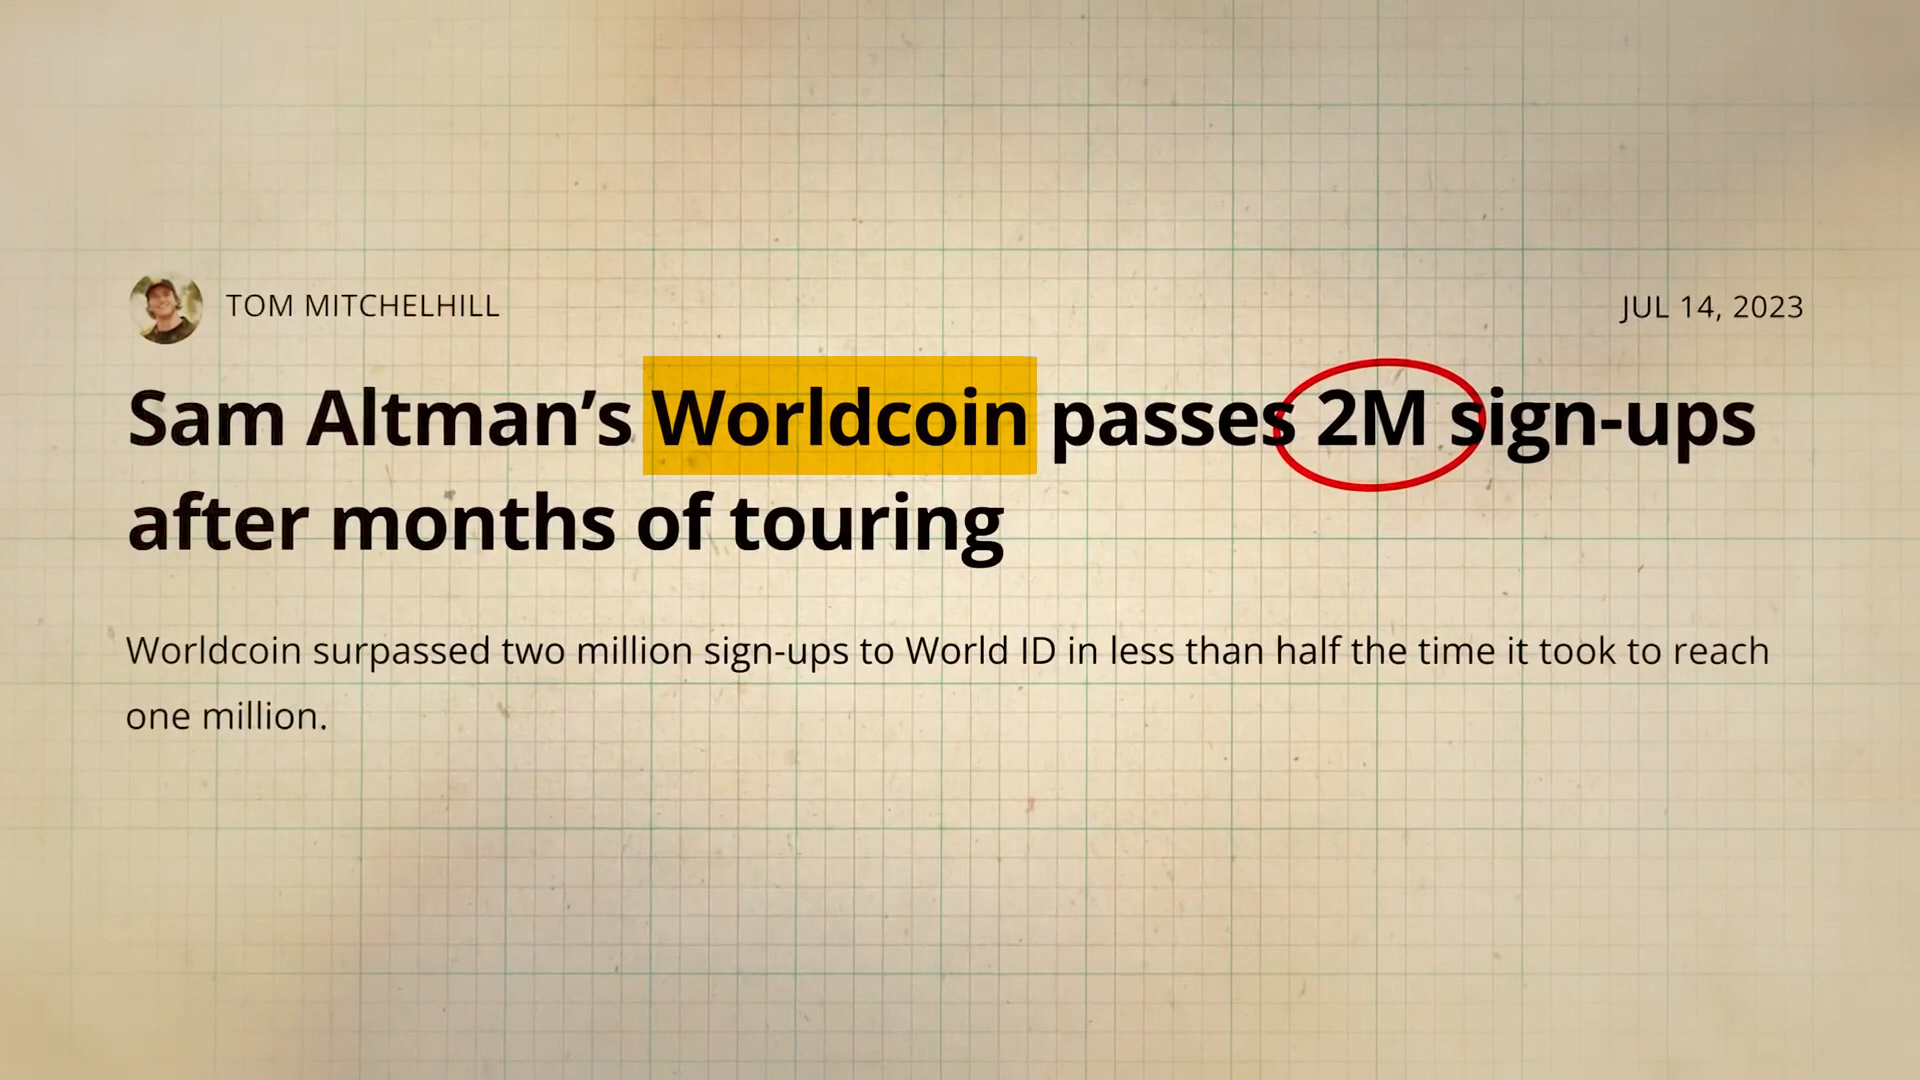 TOM MITCHELHILL
JUL 14, 2023
Sam Altman’s Worldcoin passes 2M sign-ups
after months of touring
Worldcoin surpassed two million sign-ups to World ID in less than half the time it took to reach
one million.